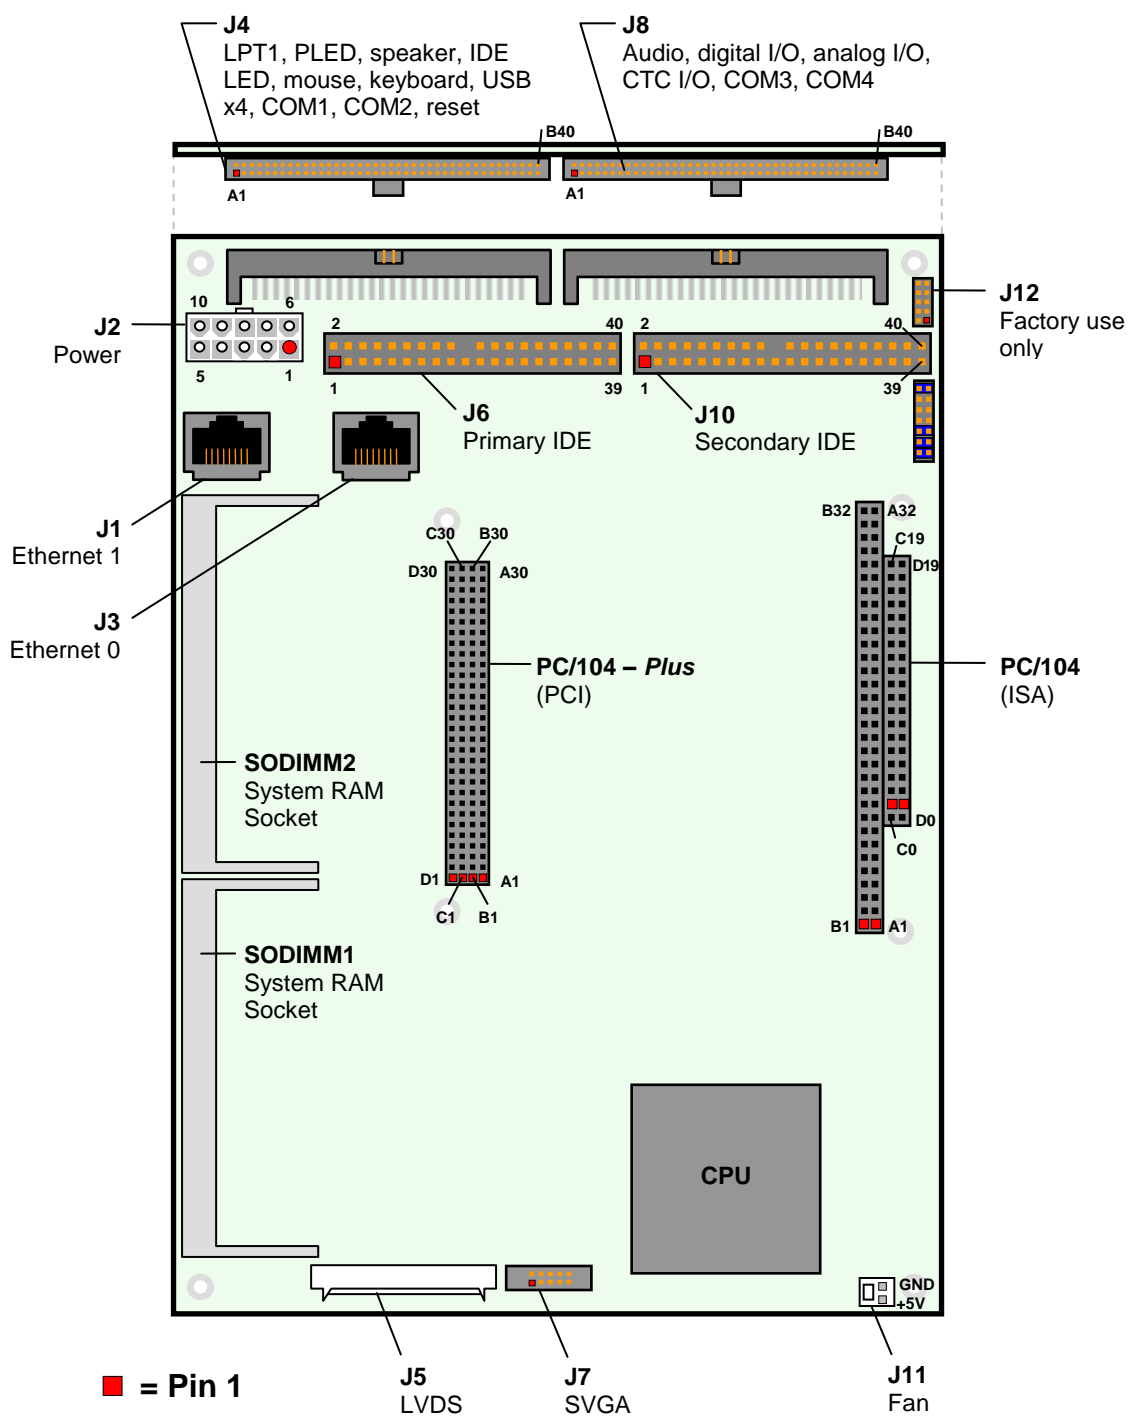 J4
LPT1, PLED, speaker, IDE
LED, mouse, keyboard, USB
x4, COM1, COM2, reset
J8
Audio, digital I/O, analog I/O,
CTC I/O, COM3, COM4
B40
B40
A1
A1
J12
Factory use
only
10
6
J2
Power
5
1
2
40
1
39
2
40
1
39
J6
Primary IDE
J10
Secondary IDE
J1
Ethernet 1
J3
Ethernet 0
C30
B30
D30
A30
B32
A32
C19
D19
PC/104 – Plus
(PCI)
PC/104
(ISA)
SODIMM2
System RAM
Socket
D0
C0
D1
A1
C1
B1
B1
A1
SODIMM1
System RAM
Socket
CPU
GND
+5V
J5
LVDS
J7
SVGA
J11
Fan
= Pin 1